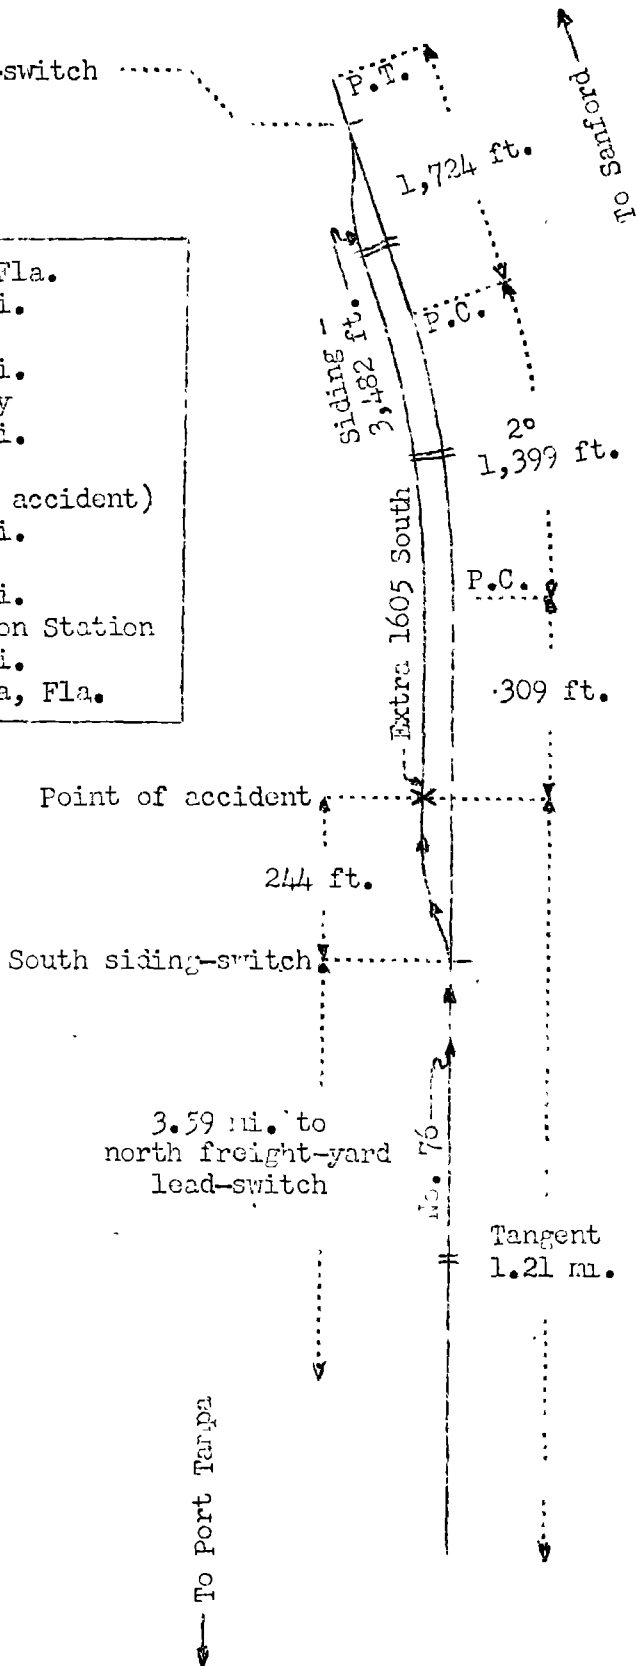 -switch
P.T.
To Sanford
1,724 ft.
Fla.
i.
i.
y
i.
accident)
i.
i.
on Station
i.
a, Fla.
P.C.
Siding -
3,482 ft.
2°
1,399 ft.
Extra 1605 South
P.C.
309 ft.
Point of accident
244 ft.
South siding-switch
No. 76
3.59 mi. to
north freight-yard
lead-switch
Tangent
1.21 mi.
To Port Tampa